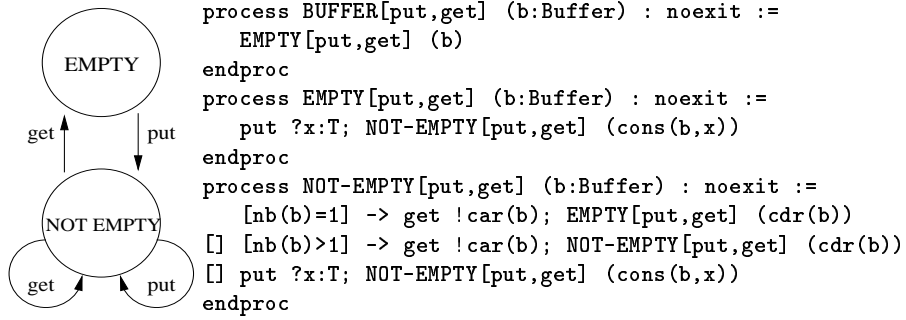 EMPTY
get
put
NOT EMPTY
get
put
process BUFFER[put,get] (b:Buffer) : noexit :=
EMPTY[put,get] (b)
endproc
process EMPTY[put,get] (b:Buffer) : noexit :=
put ?x:T; NOT-EMPTY[put,get] (cons(b,x))
endproc
process NOT-EMPTY[put,get] (b:Buffer) : noexit :=
[nb(b)=1] -> get !car(b); EMPTY[put,get] (cdr(b))
[] [nb(b)>1] -> get !car(b); NOT-EMPTY[put,get] (cdr(b))
[] put ?x:T; NOT-EMPTY[put,get] (cons(b,x))
endproc